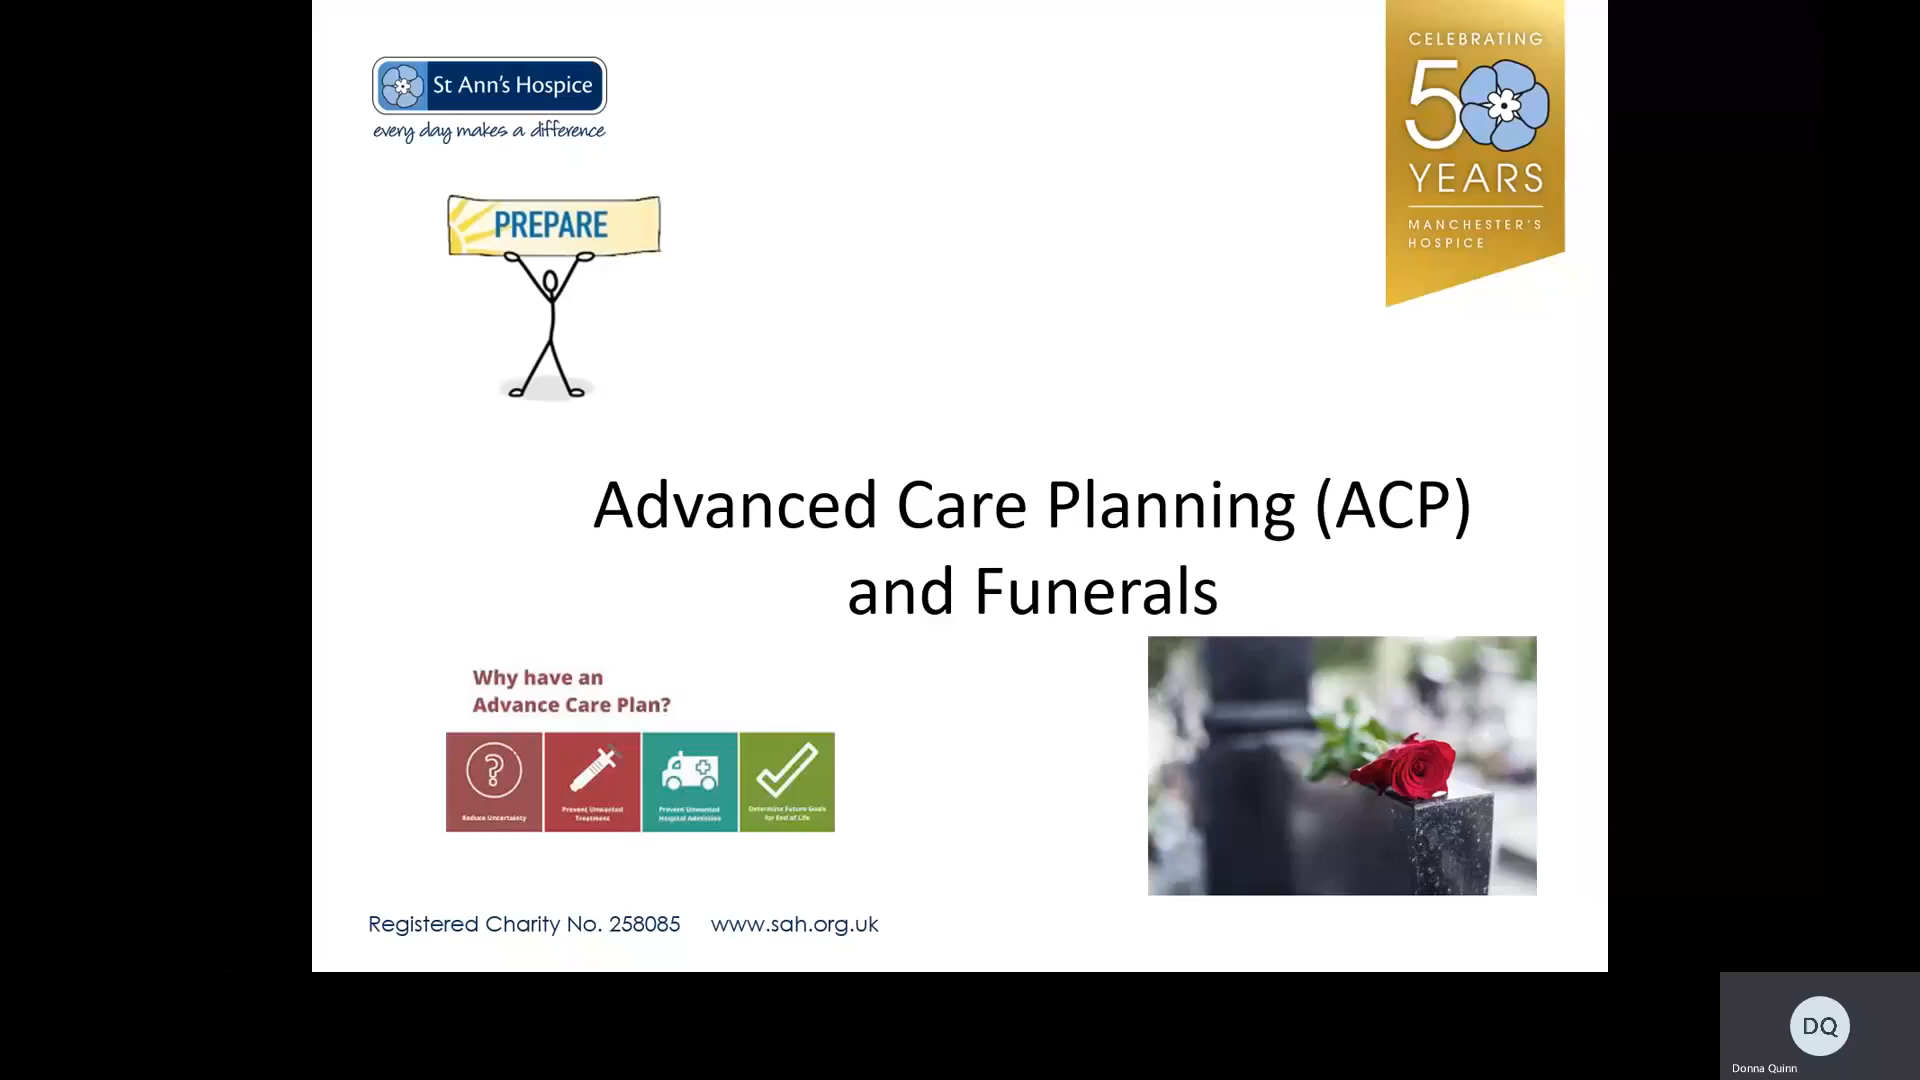 St Ann's Hospice
every day makes a difference
CELEBRATING
50
YEARS
MANCHESTER'S
HOSPICE
PREPARE
Advanced Care Planning (ACP)
and Funerals
Why have an
Advance Care Plan?
Reduce Uncertainty
Prevent Unwanted
Treatment
Prevent Unwanted
Hospital Admission
Determine Future Goals
for End of Life
Registered Charity No. 258085 www.sah.org.uk
DQ
Donna Quinn